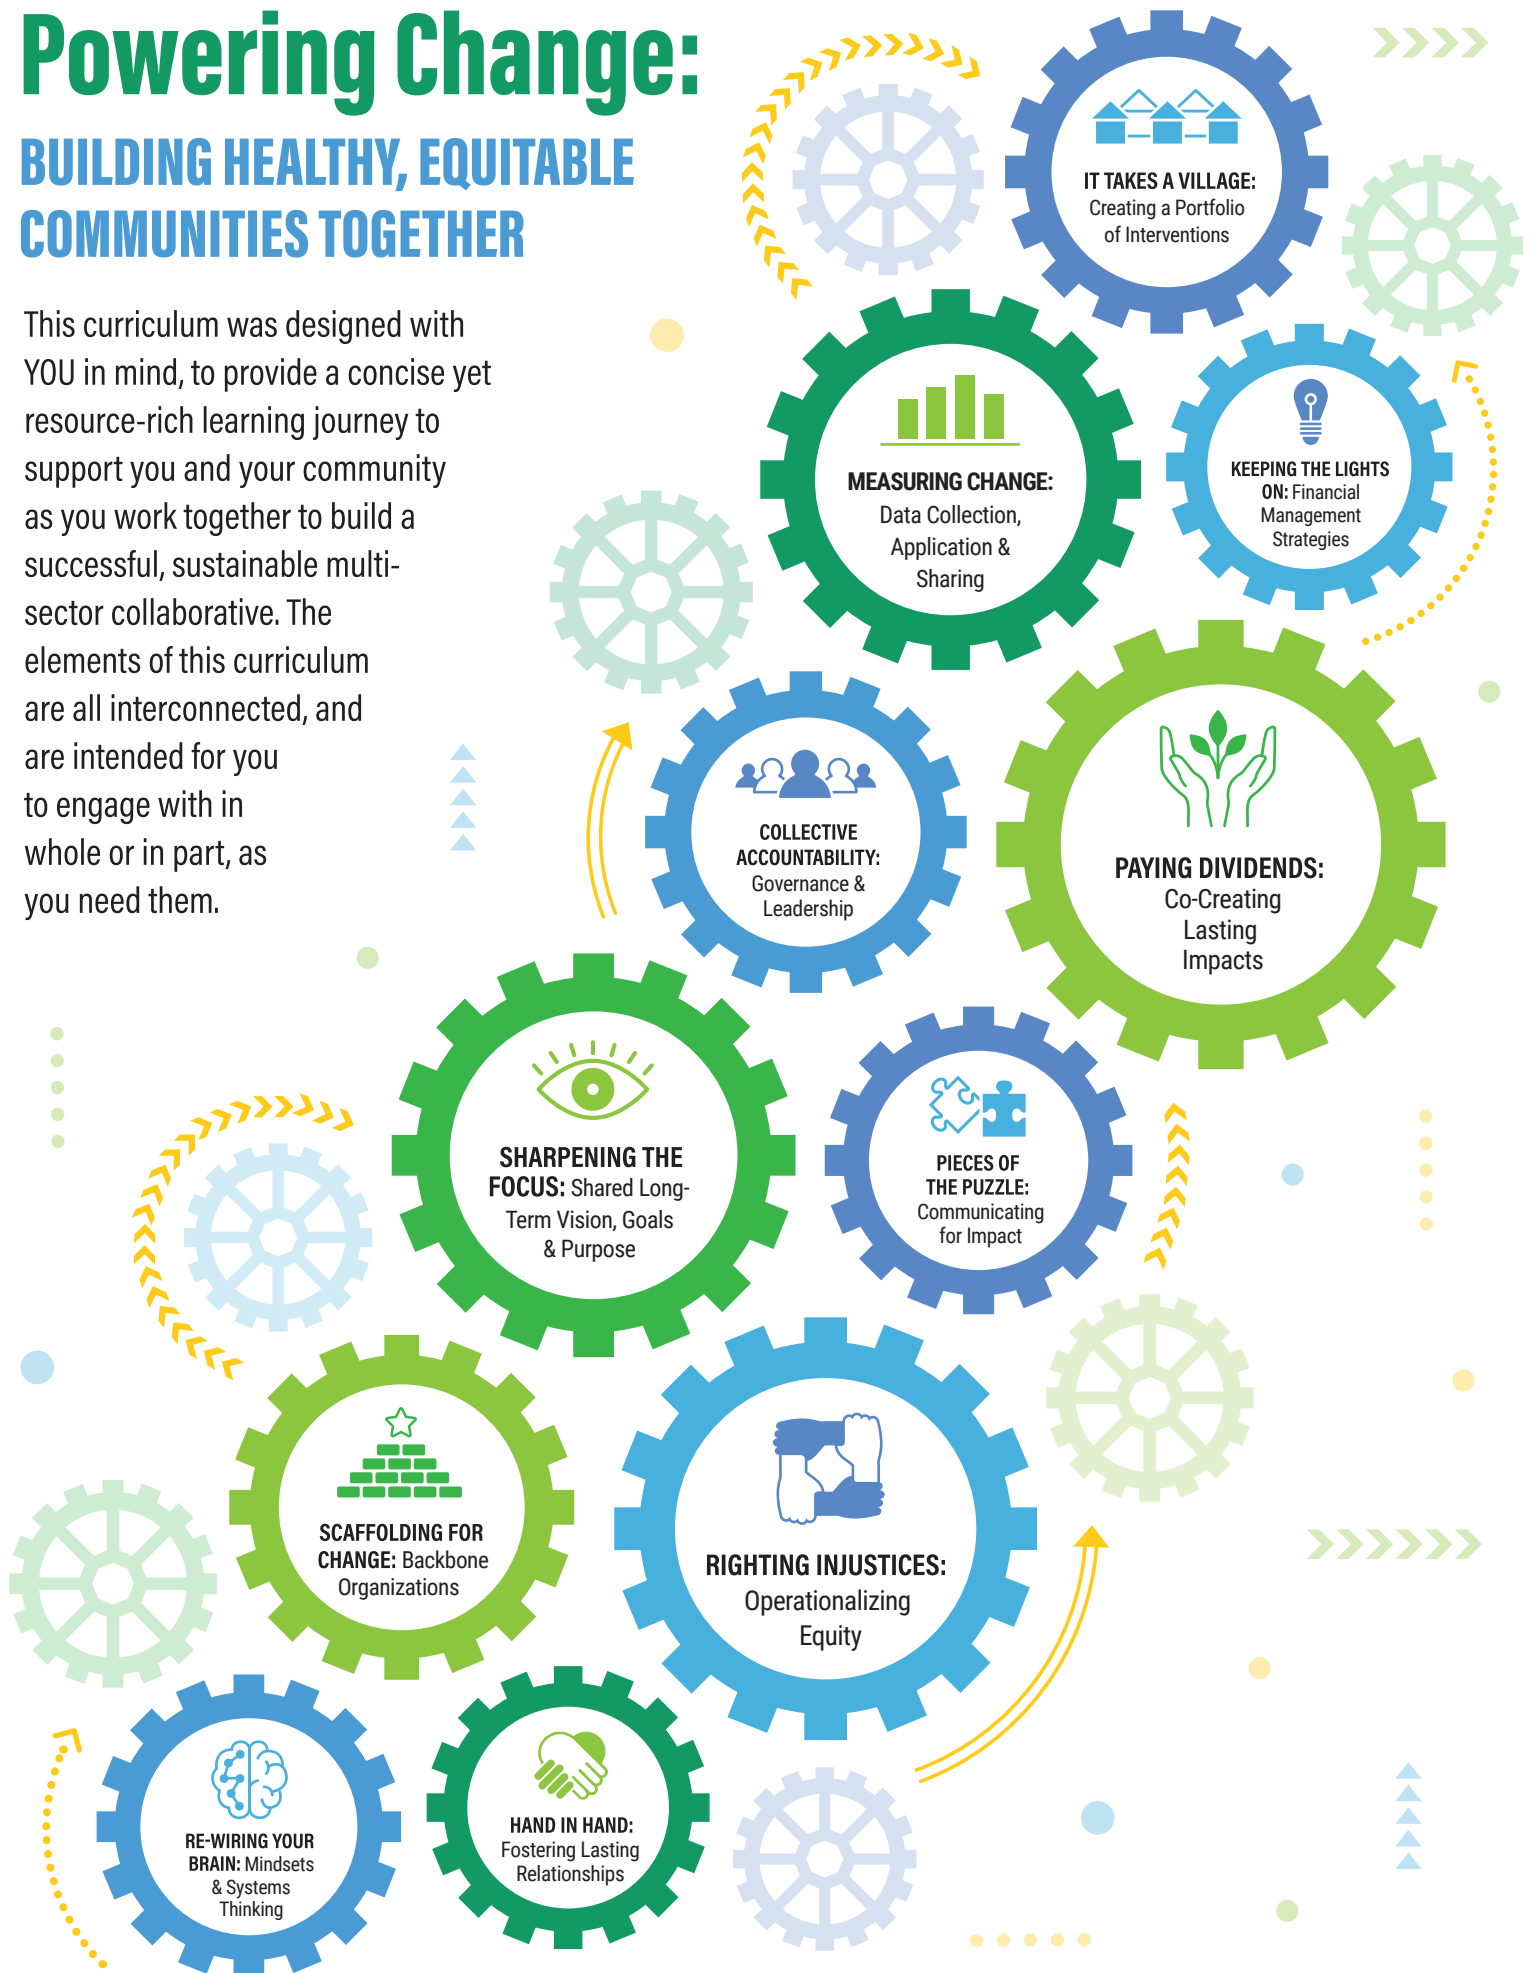 Powering Change:
BUILDING HEALTHY, EQUITABLE
COMMUNITIES TOGETHER
This curriculum was designed with
YOU in mind, to provide a concise yet
resource-rich learning journey to
support you and your community
as you work together to build a
successful, sustainable multi-
sector collaborative. The
elements of this curriculum
are all interconnected, and
are intended for you
to engage with in
whole or in part, as
you need them.
IT TAKES A VILLAGE:
Creating a Portfolio
of Interventions
MEASURING CHANGE:
Data Collection,
Application &
Sharing
KEEPING THE LIGHTS
ON: Financial
Management
Strategies
COLLECTIVE
ACCOUNTABILITY:
Governance &
Leadership
PAYING DIVIDENDS:
Co-Creating
Lasting
Impacts
SHARPENING THE
FOCUS: Shared Long-
Term Vision, Goals
& Purpose
PIECES OF
THE PUZZLE:
Communicating
for Impact
SCAFFOLDING FOR
CHANGE: Backbone
Organizations
RIGHTING INJUSTICES:
Operationalizing
Equity
RE-WIRING YOUR
BRAIN: Mindsets
& Systems
Thinking
HAND IN HAND:
Fostering Lasting
Relationships